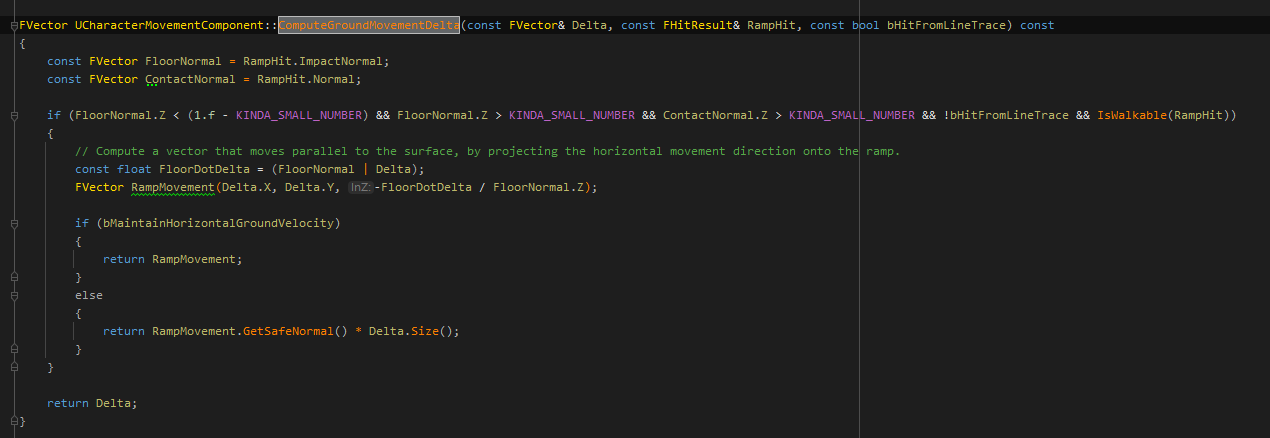 FVector UCharacterMovementComponent::ComputeGroundMovementDelta(const FVector& Delta, const FHitResult& RampHit, const bool bHitFromLineTrace) const
{
const FVector FloorNormal = RampHit.ImpactNormal;
const FVector ContactNormal = RampHit.Normal;
if (FloorNormal.Z < (1.f - KINDA_SMALL_NUMBER) && FloorNormal.Z > KINDA_SMALL_NUMBER && ContactNormal.Z > KINDA_SMALL_NUMBER && !bHitFromLineTrace && IsWalkable(RampHit))
{
// Compute a vector that moves parallel to the surface, by projecting the horizontal movement direction onto the ramp.
const float FloorDotDelta = (FloorNormal | Delta);
FVector RampMovement(Delta.X, Delta.Y, InZ: -FloorDotDelta / FloorNormal.Z);
if (bMaintainHorizontalGroundVelocity)
{
return RampMovement;
}
else
{
return RampMovement.GetSafeNormal() * Delta.Size();
}
}
return Delta;
}